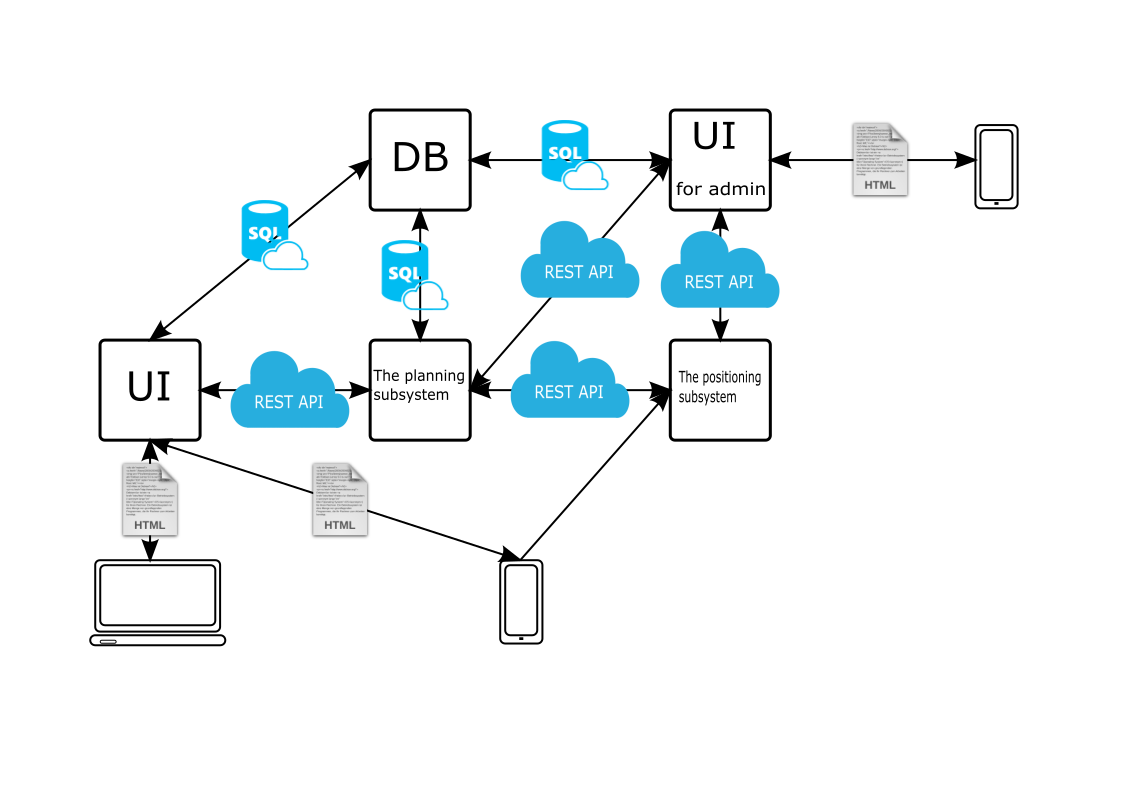 DB
SQL
UI
for admin
HTML
SQL
SQL
REST API
REST API
UI
REST API
The planning
subsystem
REST API
The positioning
subsystem
HTML
HTML